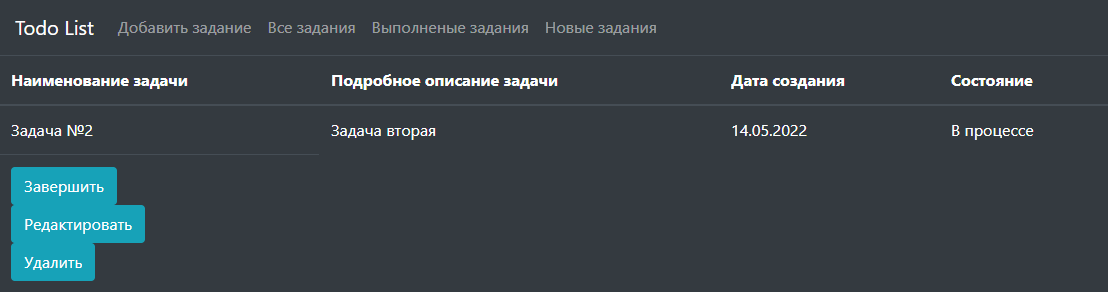 Todo List Добавить задание Все задания Выполненые задания Новые задания
Наименование задачи Подробное описание задачи Дата создания Состояние
Задача №2 Задача вторая 14.05.2022 В процессе
Завершить
Редактировать
Удалить